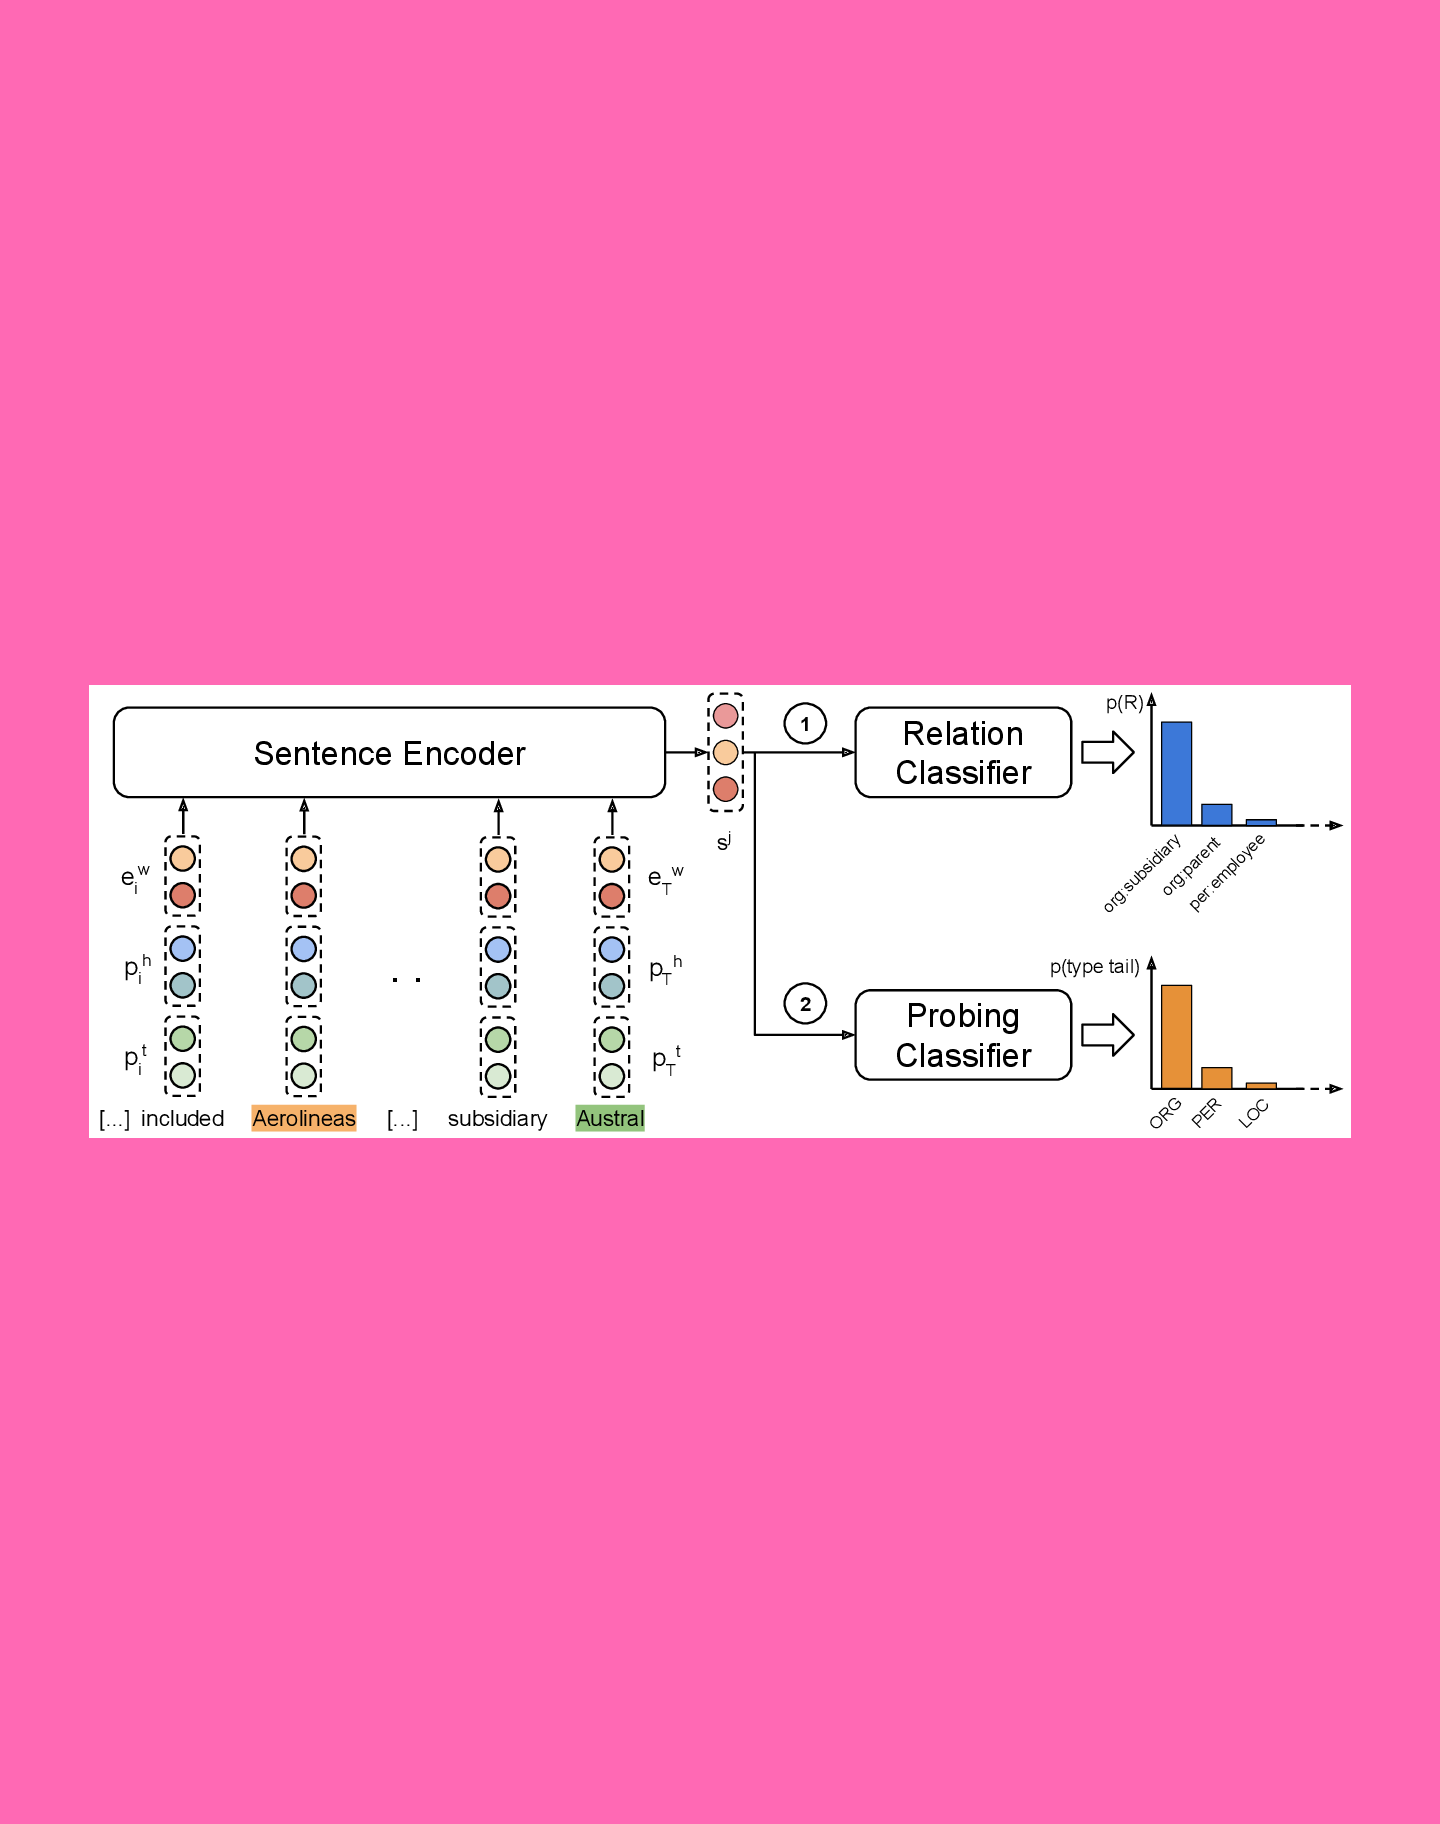 Sentence Encoder
s^j
1
Relation
Classifier
p(R)
org:subsidiary
org:parent
per:employee
e_i^w
e_T^w
p_i^h
. .
p_T^h
p_i^t
p_T^t
[...] included Aerolineas [...] subsidiary Austral
2
Probing
Classifier
p(type tail)
ORG
PER
LOC